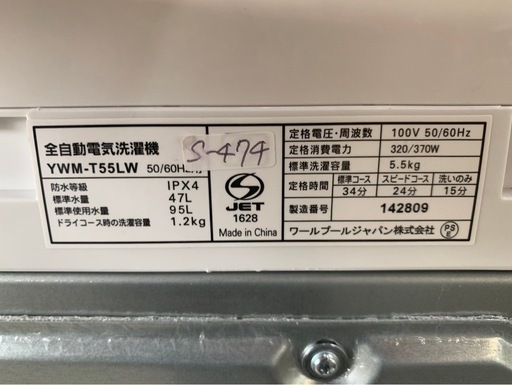 全自動電気洗濯機
YWM-T55LW 50/60Hz
S-474
防水等級 IPX4
標準水量 47L
標準使用水量 95L
ドライコース時の洗濯容量 1.2kg
S
JET
1628
Made in China
定格電圧・周波数 100V 50/60Hz
定格消費電力 320/370W
標準洗濯容量 5.5kg
定格時間 標準コース スピードコース 洗いのみ
34分 24分 15分
製造番号 142809
ワールプールジャパン株式会社
PS
E